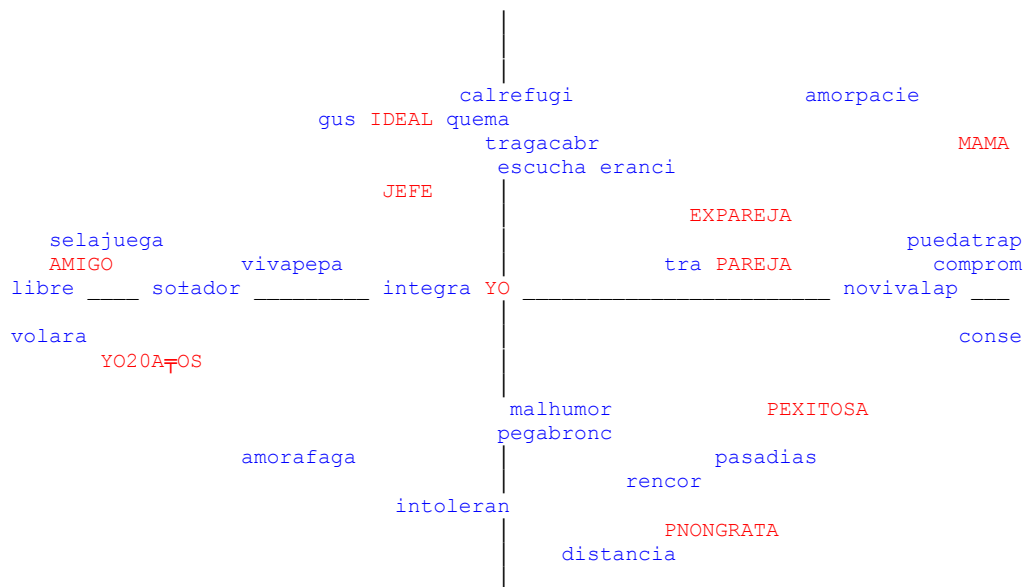 calrefugi amorpacie
gus IDEAL quema
tragacabr MAMA
escucha eranci
JEFE
EXPAREJA
selajuega puedatrap
AMIGO vivapepa tra PAREJA comprom
libre ____ so±ador _________ integra YO ________________________ novivalap ___
volara conse
YO20A╤OS
malhumor PEXITOSA
pegabronc
amorafaga pasadias
rencor
intoleran
PNONGRATA
distancia